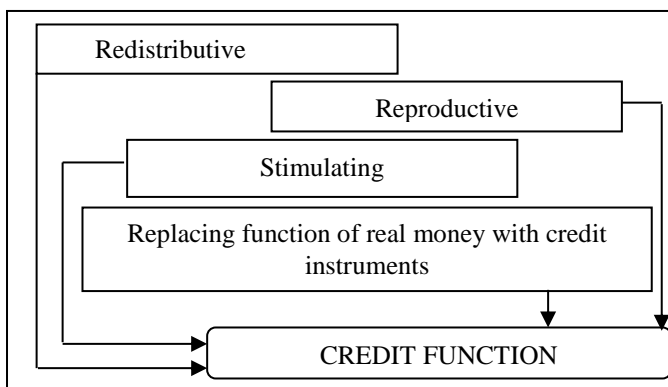 Redistributive
Reproductive
Stimulating
Replacing function of real money with credit
instruments
CREDIT FUNCTION